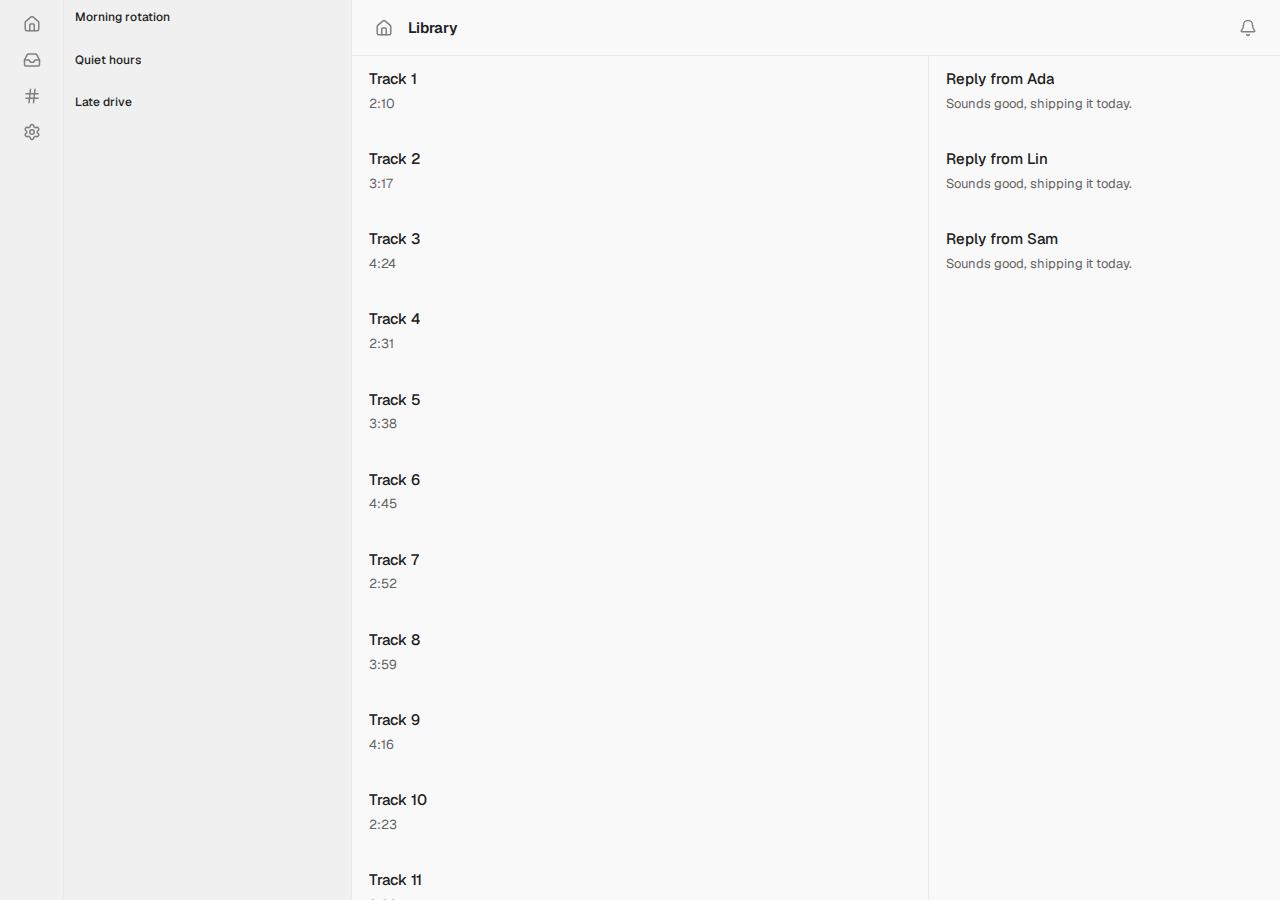 Morning rotation
Quiet hours
Late drive
Library
Track 1
2:10
Track 2
3:17
Track 3
4:24
Track 4
2:31
Track 5
3:38
Track 6
4:45
Track 7
2:52
Track 8
3:59
Track 9
4:16
Track 10
2:23
Track 11
Reply from Ada
Sounds good, shipping it today.
Reply from Lin
Sounds good, shipping it today.
Reply from Sam
Sounds good, shipping it today.